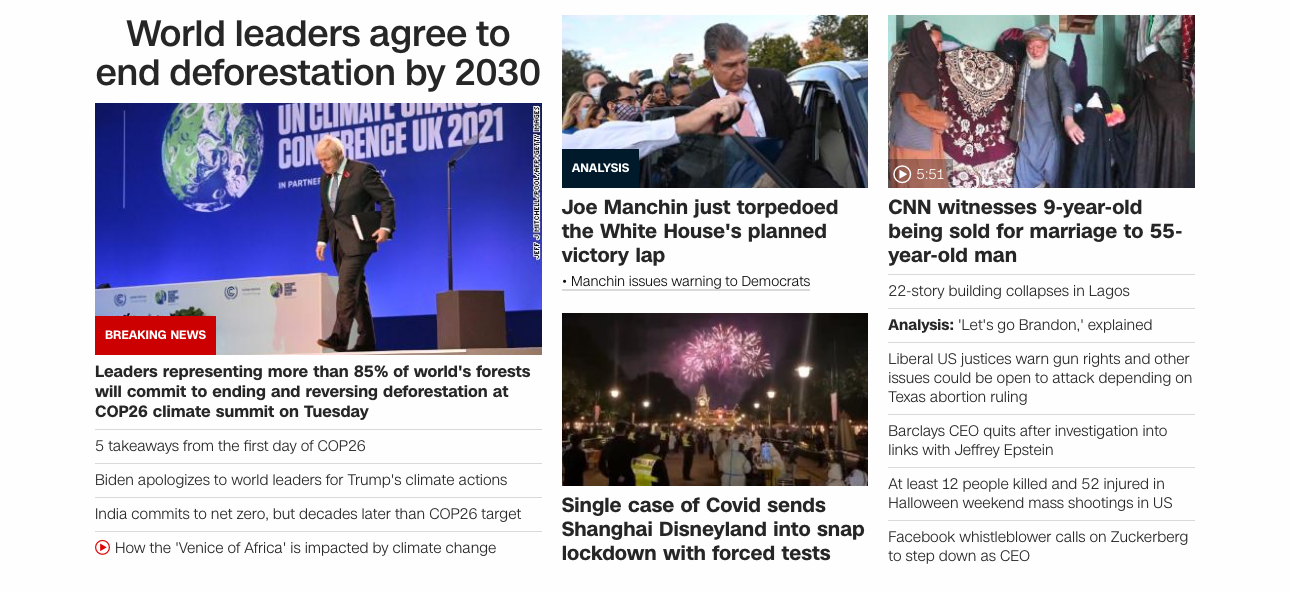 World leaders agree to
end deforestation by 2030
UN CLIMATE CHANGE
CONFERENCE UK 2021
IN PARTNER
JEFF J MITCHELL/POOL/AFP/GETTY IMAGES
BREAKING NEWS
Leaders representing more than 85% of world's forests
will commit to ending and reversing deforestation at
COP26 climate summit on Tuesday
5 takeaways from the first day of COP26
Biden apologizes to world leaders for Trump's climate actions
India commits to net zero, but decades later than COP26 target
How the 'Venice of Africa' is impacted by climate change
ANALYSIS
Joe Manchin just torpedoed
the White House's planned
victory lap
• Manchin issues warning to Democrats
Single case of Covid sends
Shanghai Disneyland into snap
lockdown with forced tests
5:51
CNN witnesses 9-year-old
being sold for marriage to 55-
year-old man
22-story building collapses in Lagos
Analysis: 'Let's go Brandon,' explained
Liberal US justices warn gun rights and other
issues could be open to attack depending on
Texas abortion ruling
Barclays CEO quits after investigation into
links with Jeffrey Epstein
At least 12 people killed and 52 injured in
Halloween weekend mass shootings in US
Facebook whistleblower calls on Zuckerberg
to step down as CEO